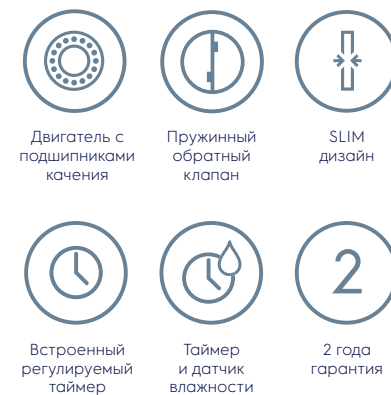 Двигатель с
подшипниками
качения
Пружинный
обратный
клапан
SLIM
дизайн
2
Встроенный
регулируемый
таймер
Таймер
и датчик
влажности
2 года
гарантия